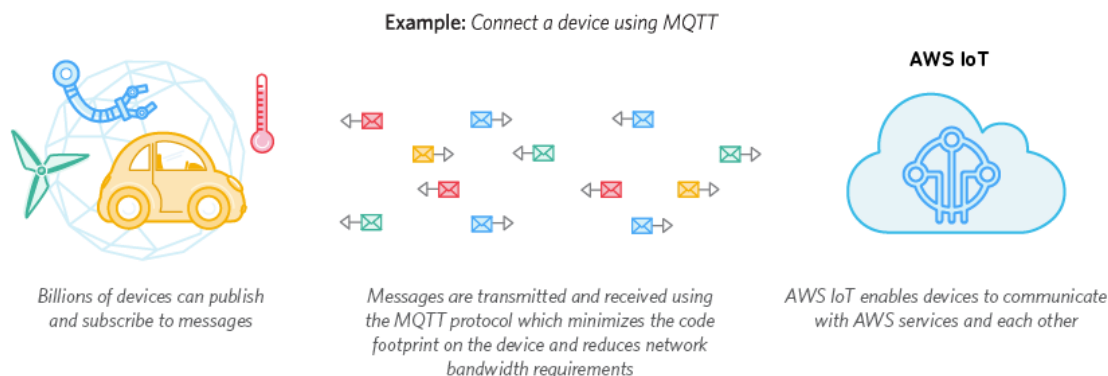 Example: Connect a device using MQTT
AWS IoT
Billions of devices can publish
and subscribe to messages
Messages are transmitted and received using
the MQTT protocol which minimizes the code
footprint on the device and reduces network
bandwidth requirements
AWS IoT enables devices to communicate
with AWS services and each other